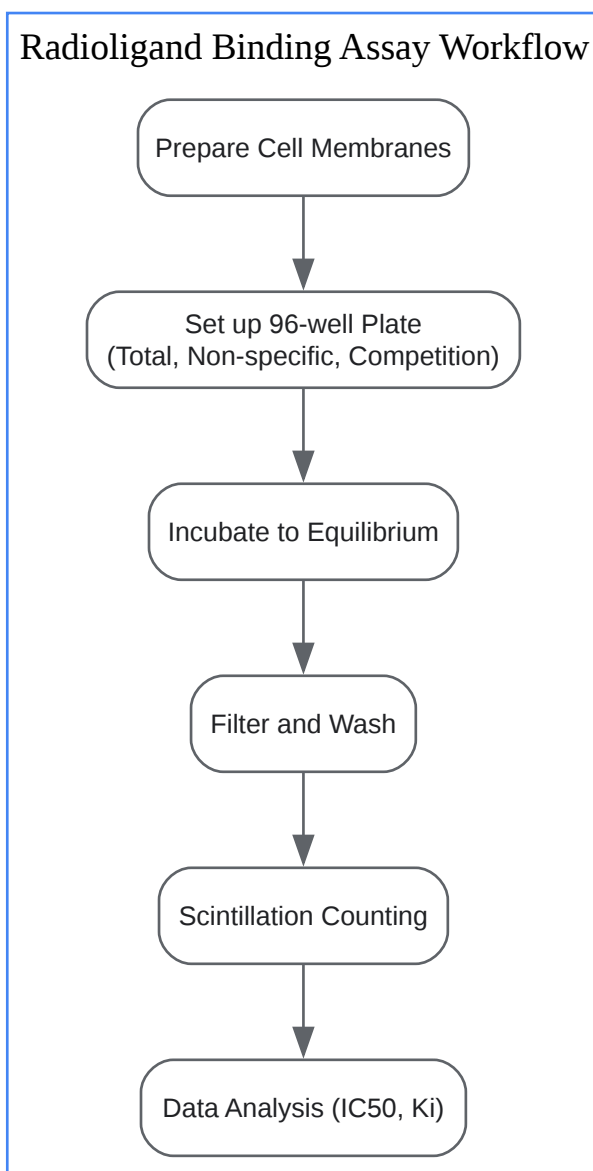 Radioligand Binding Assay Workflow
Prepare Cell Membranes
Set up 96-well Plate
(Total, Non-specific, Competition)
Incubate to Equilibrium
Filter and Wash
Scintillation Counting
Data Analysis (IC50, Ki)